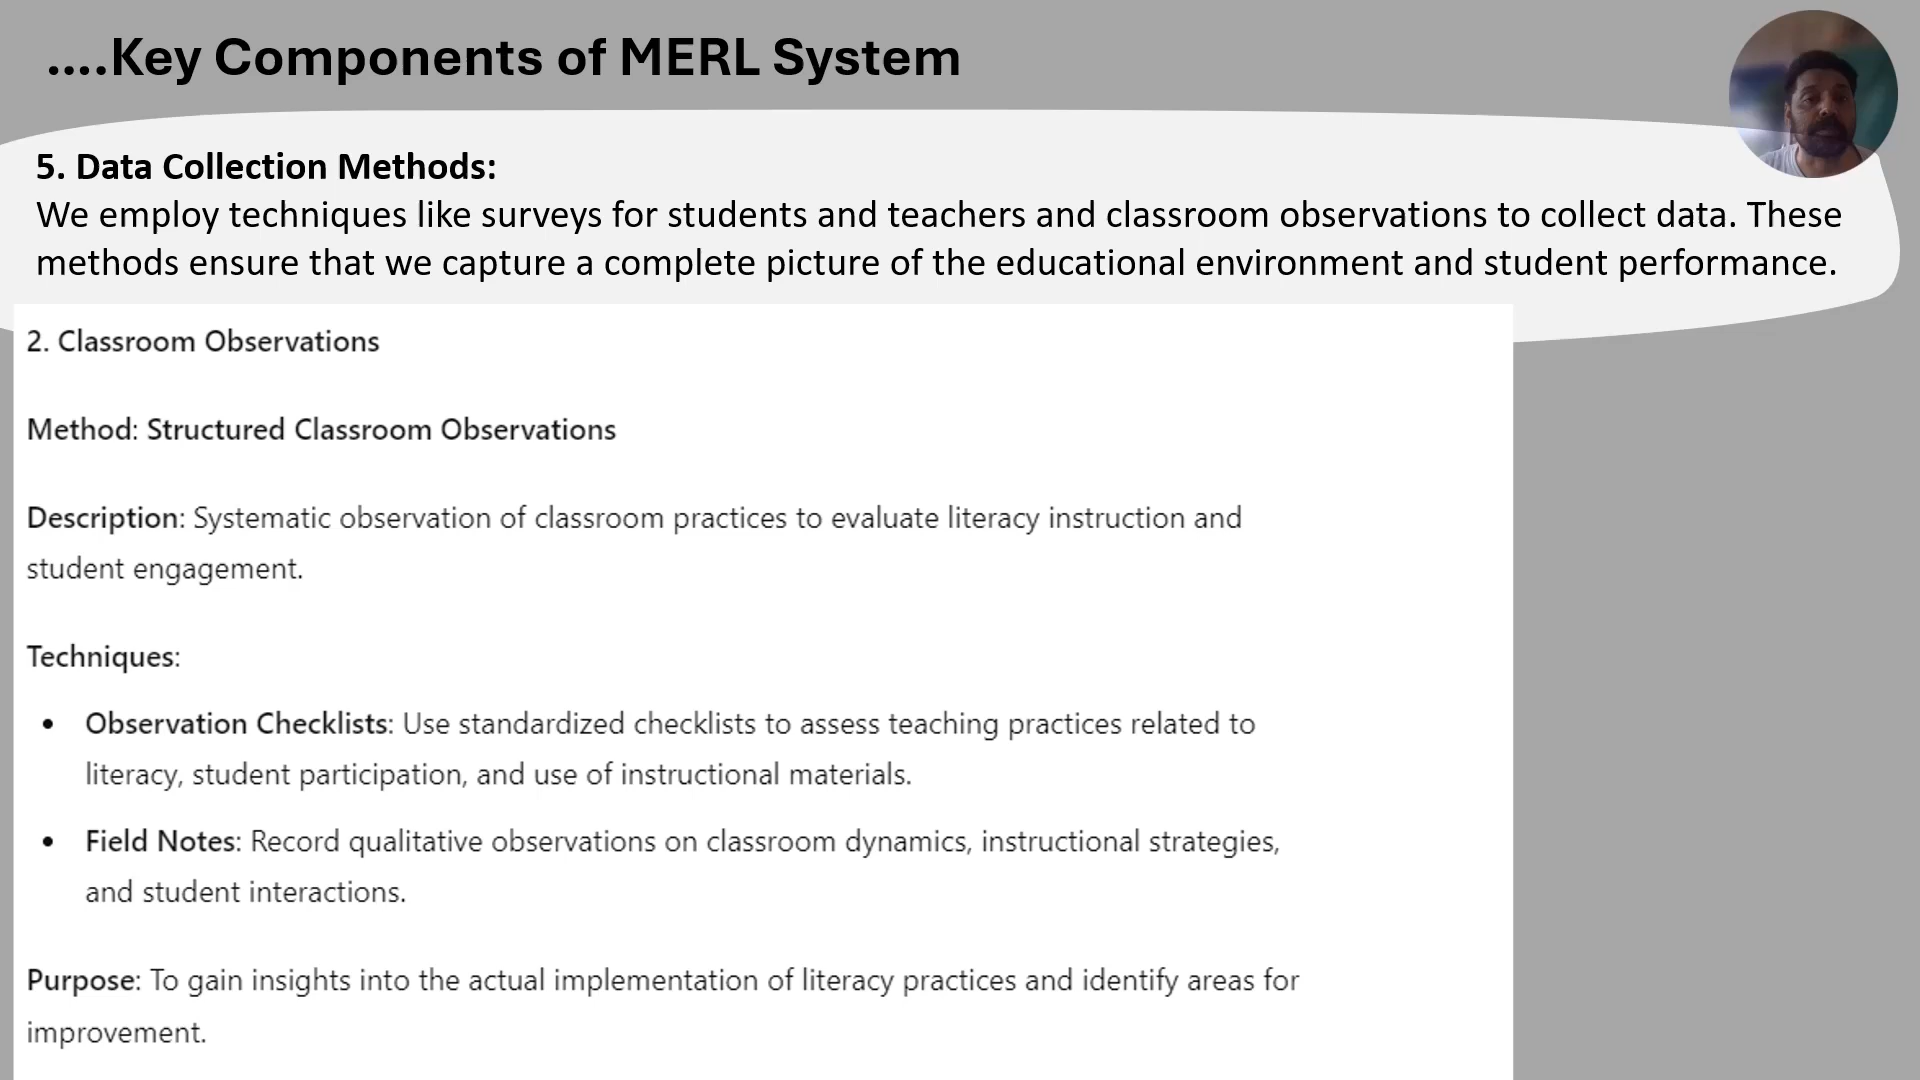 ....Key Components of MERL System
5. Data Collection Methods:
We employ techniques like surveys for students and teachers and classroom observations to collect data. These
methods ensure that we capture a complete picture of the educational environment and student performance.
2. Classroom Observations
Method: Structured Classroom Observations
Description: Systematic observation of classroom practices to evaluate literacy instruction and
student engagement.
Techniques:
• Observation Checklists: Use standardized checklists to assess teaching practices related to
literacy, student participation, and use of instructional materials.
• Field Notes: Record qualitative observations on classroom dynamics, instructional strategies,
and student interactions.
Purpose: To gain insights into the actual implementation of literacy practices and identify areas for
improvement.